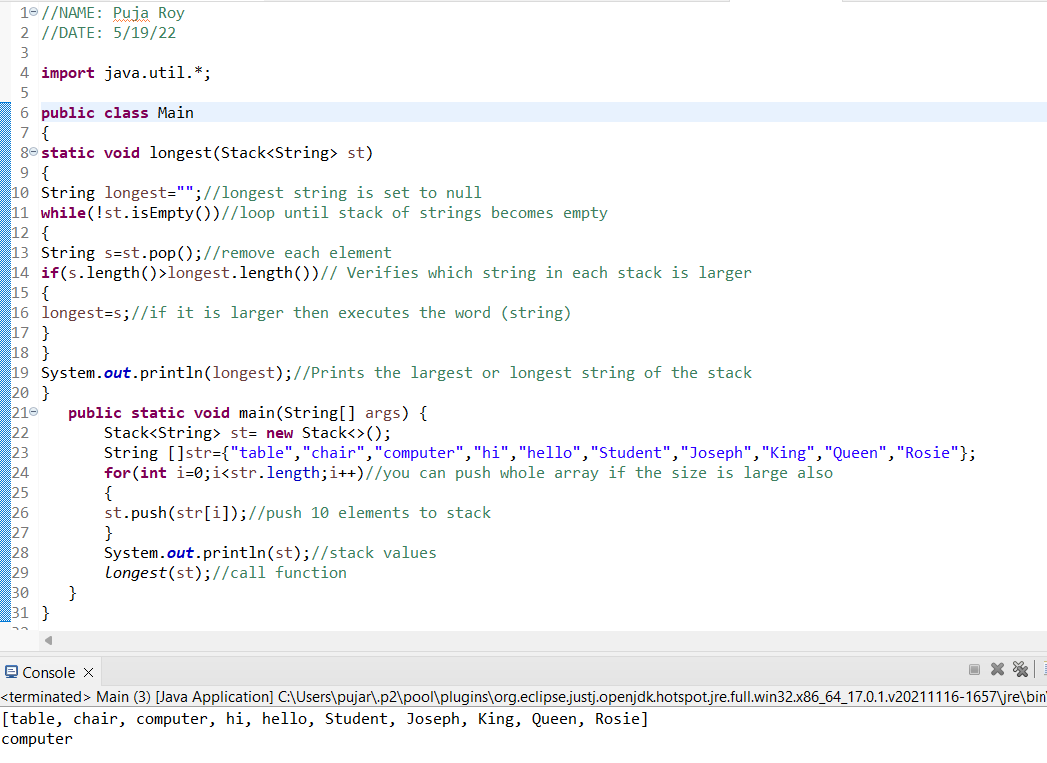 1 //NAME: Puja Roy
2 //DATE: 5/19/22
3
4 import java.util.*;
5
6 public class Main
7 {
8 static void longest(Stack<String> st)
9 {
10 String longest="";//longest string is set to null
11 while(!st.isEmpty())//loop until stack of strings becomes empty
12 {
13 String s=st.pop();//remove each element
14 if(s.length()>longest.length())// Verifies which string in each stack is larger
15 {
16 longest=s;//if it is larger then executes the word (string)
17 }
18 }
19 System.out.println(longest);//Prints the largest or longest string of the stack
20 }
21 public static void main(String[] args) {
22 Stack<String> st= new Stack<>();
23 String []str={"table","chair","computer","hi","hello","Student","Joseph","King","Queen","Rosie"};
24 for(int i=0;i<str.length;i++)//you can push whole array if the size is large also
25 {
26 st.push(str[i]);//push 10 elements to stack
27 }
28 System.out.println(st);//stack values
29 longest(st);//call function
30 }
31 }
Console
<terminated> Main (3) [Java Application] C:\Users\pujar\.p2\pool\plugins\org.eclipse.justj.openjdk.hotspot.jre.full.win32.x86_64_17.0.1.v20211116-1657\jre\bin
[table, chair, computer, hi, hello, Student, Joseph, King, Queen, Rosie]
computer